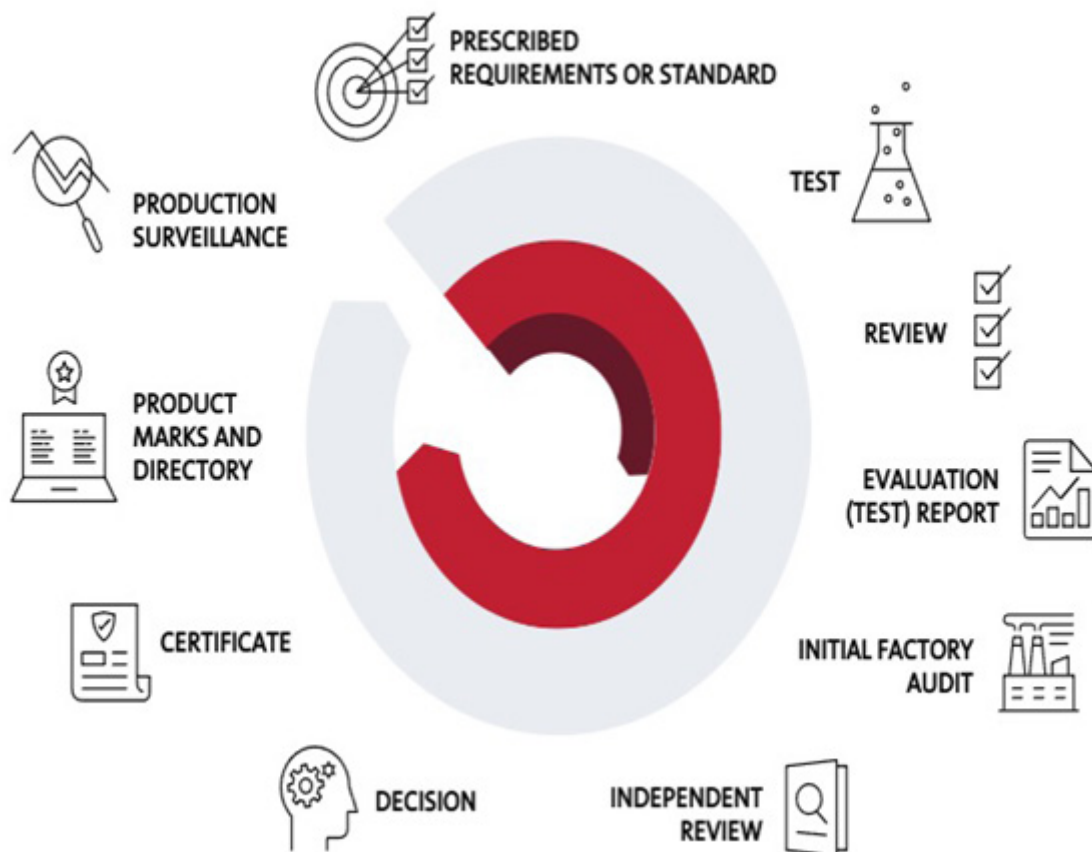 PRESCRIBED
REQUIREMENTS OR STANDARD
TEST
REVIEW
EVALUATION
(TEST) REPORT
INITIAL FACTORY
AUDIT
INDEPENDENT
REVIEW
DECISION
CERTIFICATE
PRODUCT
MARKS AND
DIRECTORY
PRODUCTION
SURVEILLANCE